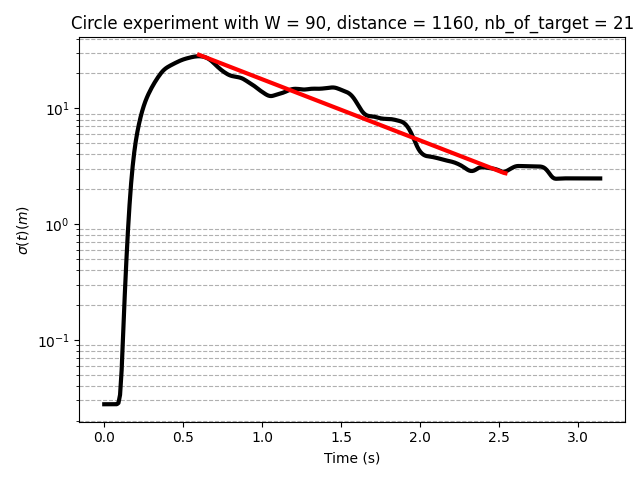 Circle experiment with W = 90, distance = 1160, nb_of_target = 21
σ(t)(m)
10¹
10⁰
10⁻¹
0.0 0.5 1.0 1.5 2.0 2.5 3.0
Time (s)